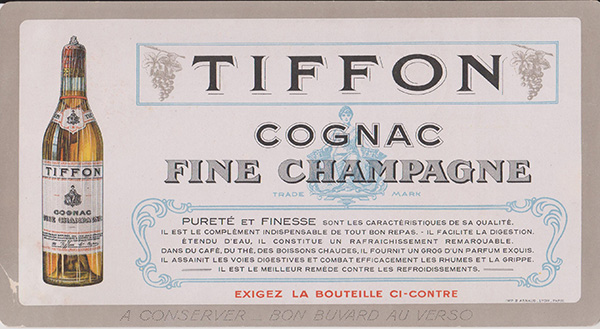 TIFFON
COGNAC
FINE CHAMPAGNE
TRADE MARK
PURETÉ ET FINESSE SONT LES CARACTÉRISTIQUES DE SA QUALITÉ.
IL EST LE COMPLÉMENT INDISPENSABLE DE TOUT BON REPAS. - IL FACILITE LA DIGESTION.
ÉTENDU D'EAU, IL CONSTITUE UN RAFRAICHISSEMENT REMARQUABLE.
DANS DU CAFÉ, DU THÉ, DES BOISSONS CHAUDES, IL FOURNIT UN GROG D'UN PARFUM EXQUIS.
IL ASSAINIT LES VOIES DIGESTIVES ET COMBAT EFFICACEMENT LES RHUMES ET LA GRIPPE.
IL EST LE MEILLEUR REMÈDE CONTRE LES REFROIDISSEMENTS.
EXIGEZ LA BOUTEILLE CI-CONTRE
A CONSERVER BON BUVARD AU VERSO
TIFFON
COGNAC
FINE CHAMPAGNE